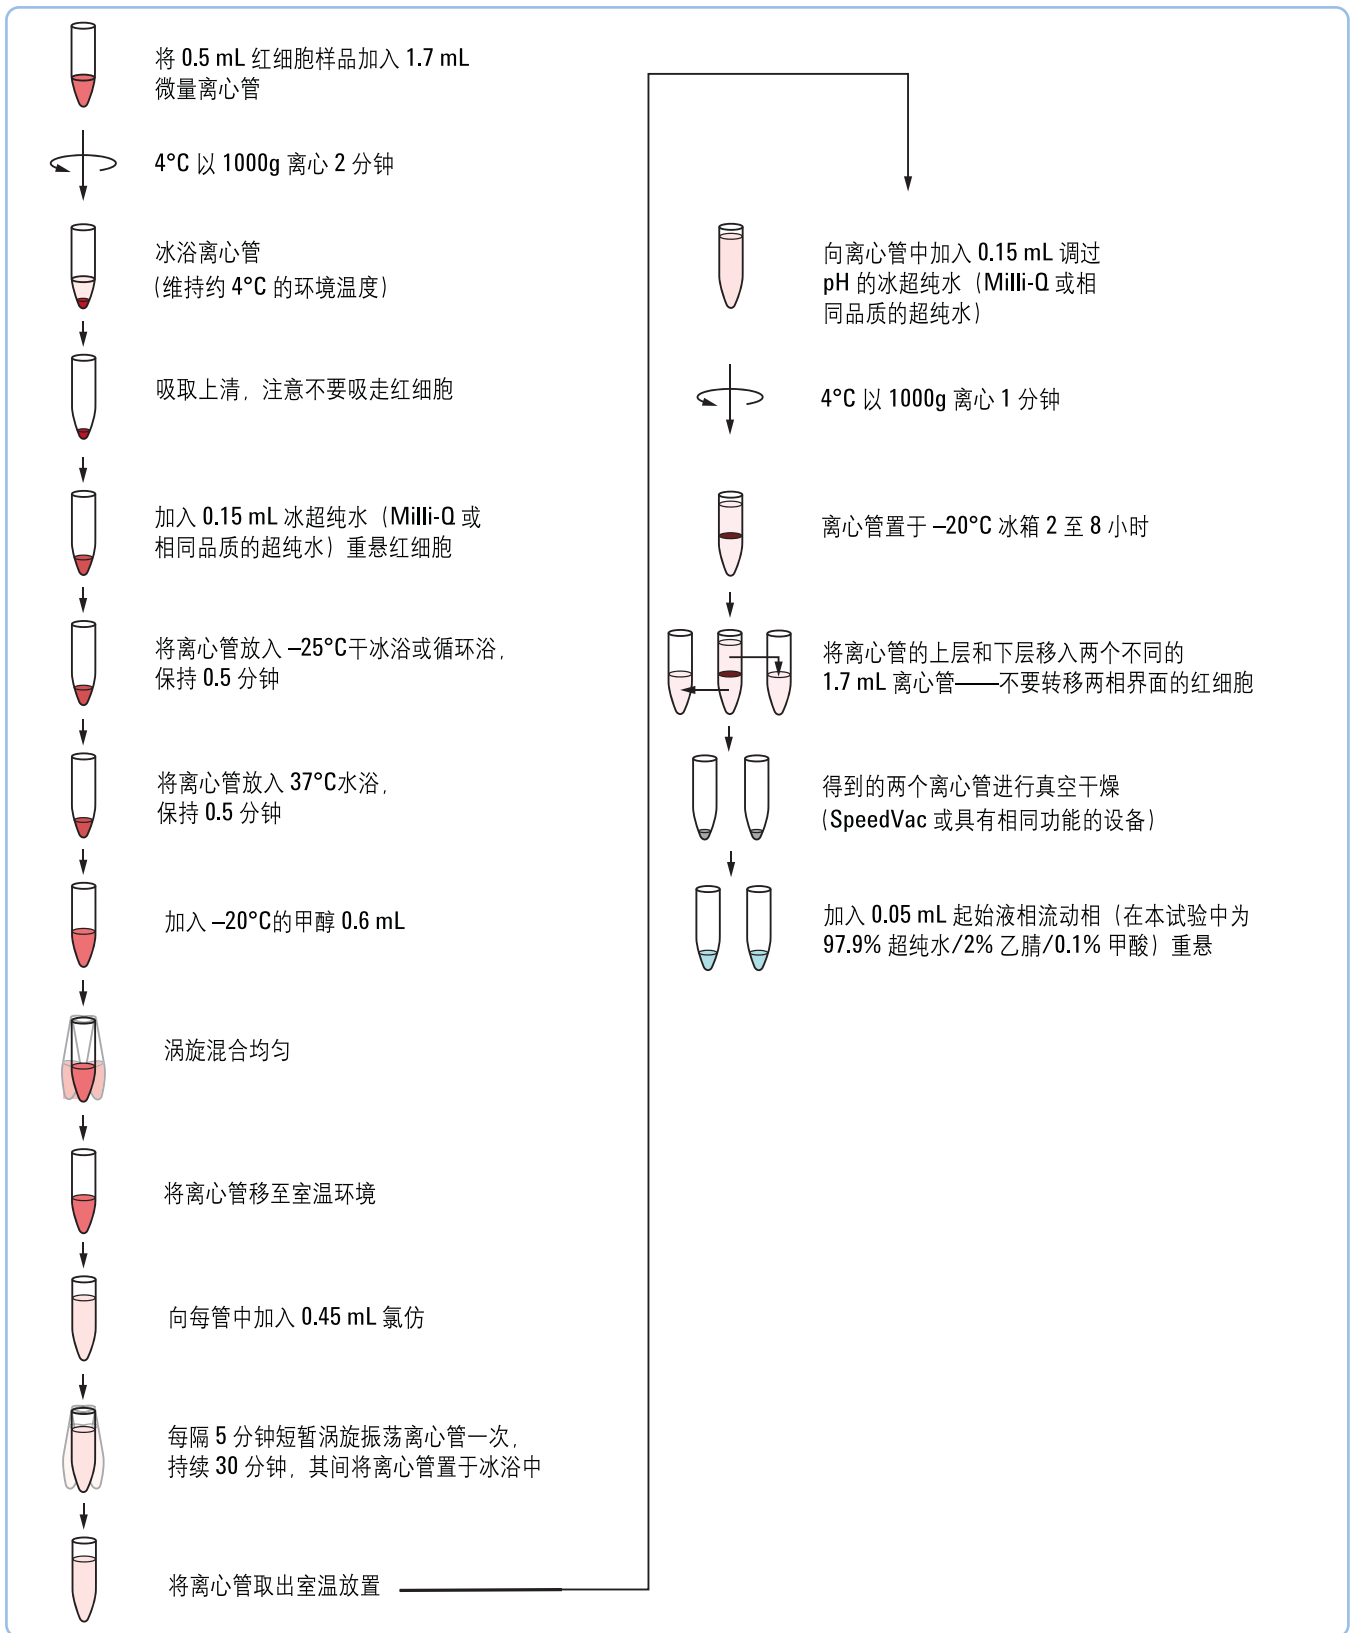 将 0.5 mL 红细胞样品加入 1.7 mL
微量离心管
4°C 以 1000g 离心 2 分钟
冰浴离心管
(维持约 4°C 的环境温度)
吸取上清，注意不要吸走红细胞
加入 0.15 mL 冰超纯水（Milli-Q 或
相同品质的超纯水）重悬红细胞
将离心管放入 –25°C干冰浴或循环浴，
保持 0.5 分钟
将离心管放入 37°C水浴，
保持 0.5 分钟
加入 –20°C的甲醇 0.6 mL
涡旋混合均匀
将离心管移至室温环境
向每管中加入 0.45 mL 氯仿
每隔 5 分钟短暂涡旋振荡离心管一次，
持续 30 分钟，其间将离心管置于冰浴中
将离心管取出室温放置
向离心管中加入 0.15 mL 调过
pH 的冰超纯水（Milli-Q 或相
同品质的超纯水）
4°C 以 1000g 离心 1 分钟
离心管置于 –20°C 冰箱 2 至 8 小时
将离心管的上层和下层移入两个不同的
1.7 mL 离心管——不要转移两相界面的红细胞
得到的两个离心管进行真空干燥
（SpeedVac 或具有相同功能的设备）
加入 0.05 mL 起始液相流动相（在本试验中为
97.9% 超纯水/2% 乙腈/0.1% 甲酸）重悬